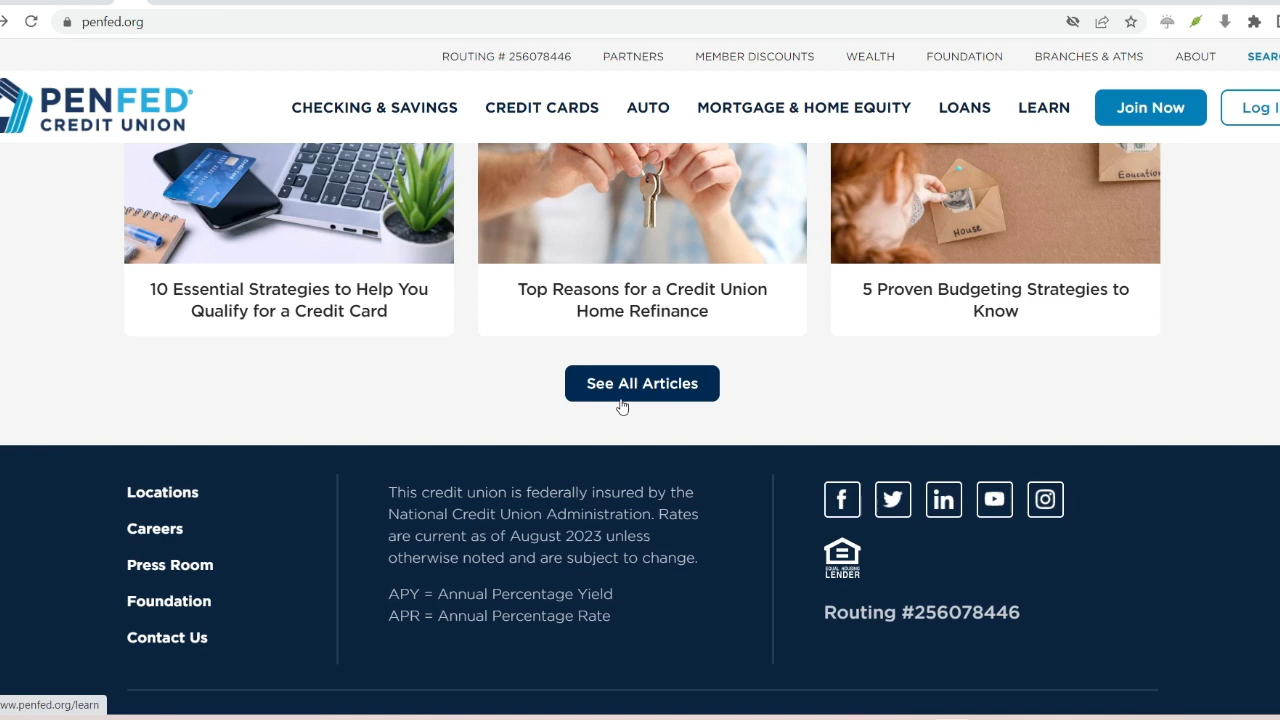 penfed.org
ROUTING # 256078446 PARTNERS MEMBER DISCOUNTS WEALTH FOUNDATION BRANCHES & ATMS ABOUT SEARC
PENFED
CREDIT UNION
CHECKING & SAVINGS CREDIT CARDS AUTO MORTGAGE & HOME EQUITY LOANS LEARN Join Now Log I
Education
House
10 Essential Strategies to Help You
Qualify for a Credit Card
Top Reasons for a Credit Union
Home Refinance
5 Proven Budgeting Strategies to
Know
See All Articles
Locations
Careers
Press Room
Foundation
Contact Us
This credit union is federally insured by the
National Credit Union Administration. Rates
are current as of August 2023 unless
otherwise noted and are subject to change.
APY = Annual Percentage Yield
APR = Annual Percentage Rate
EQUAL HOUSING
LENDER
Routing #256078446
ww.penfed.org/learn